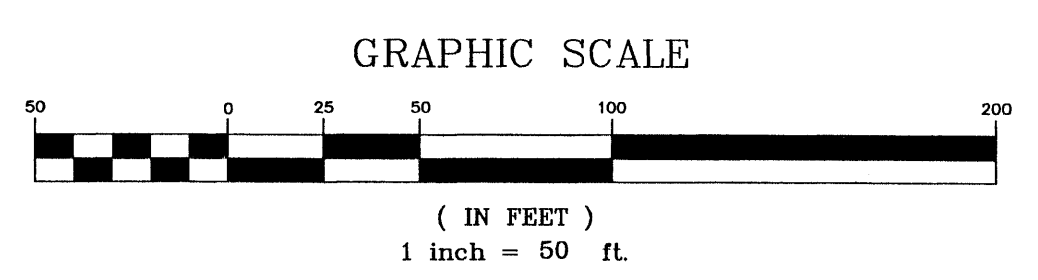 GRAPHIC SCALE
50 0 25 50 100 200
( IN FEET )
1 inch = 50 ft.